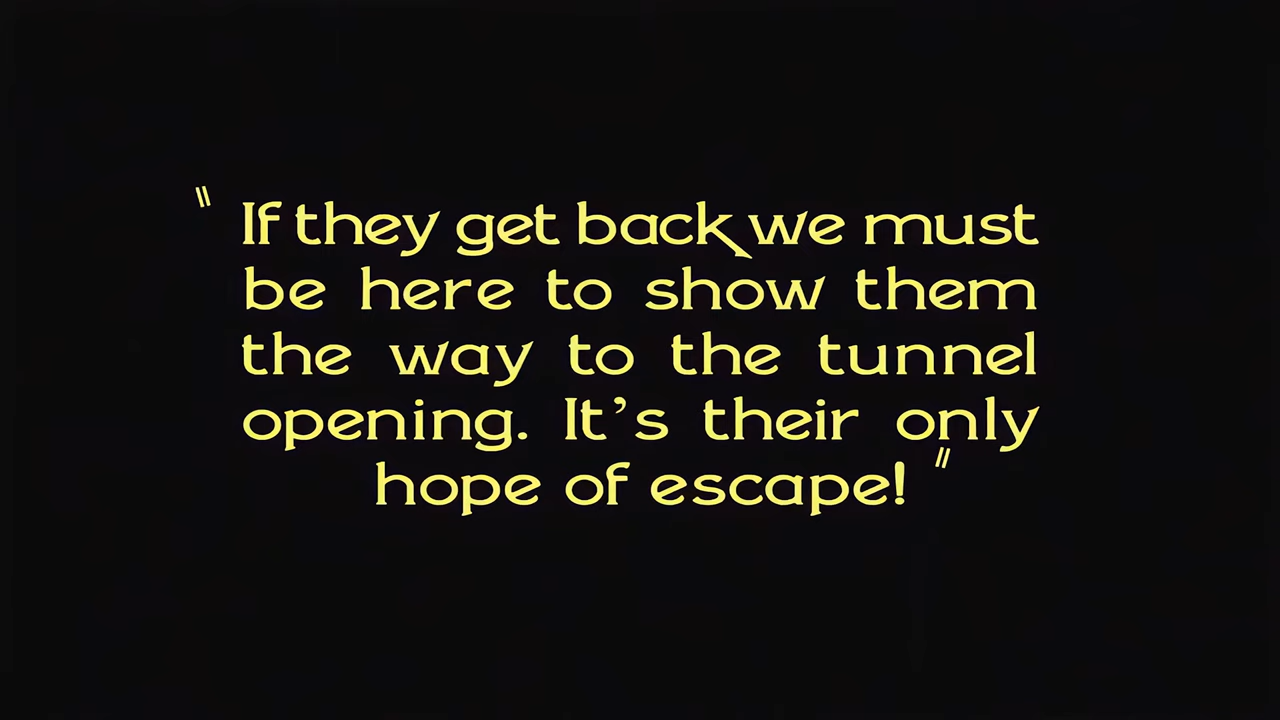 " If they get back we must
be here to show them
the way to the tunnel
opening. It’s their only
hope of escape! "